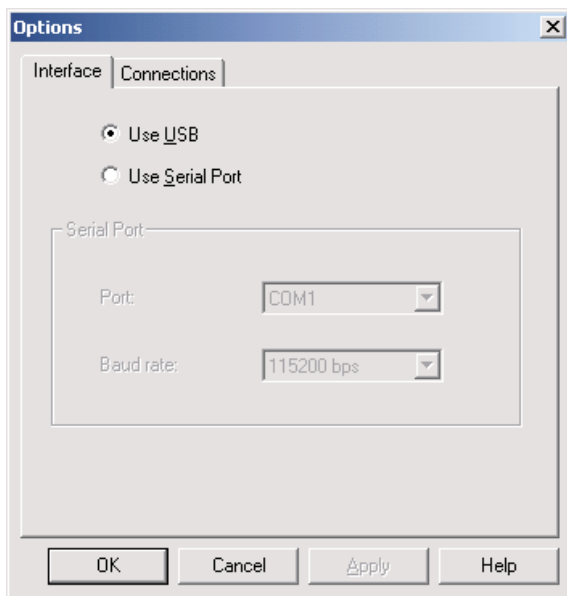 Options
Interface Connections
Use USB
Use Serial Port
Serial Port
Port: COM1
Baud rate: 115200 bps
OK Cancel Apply Help